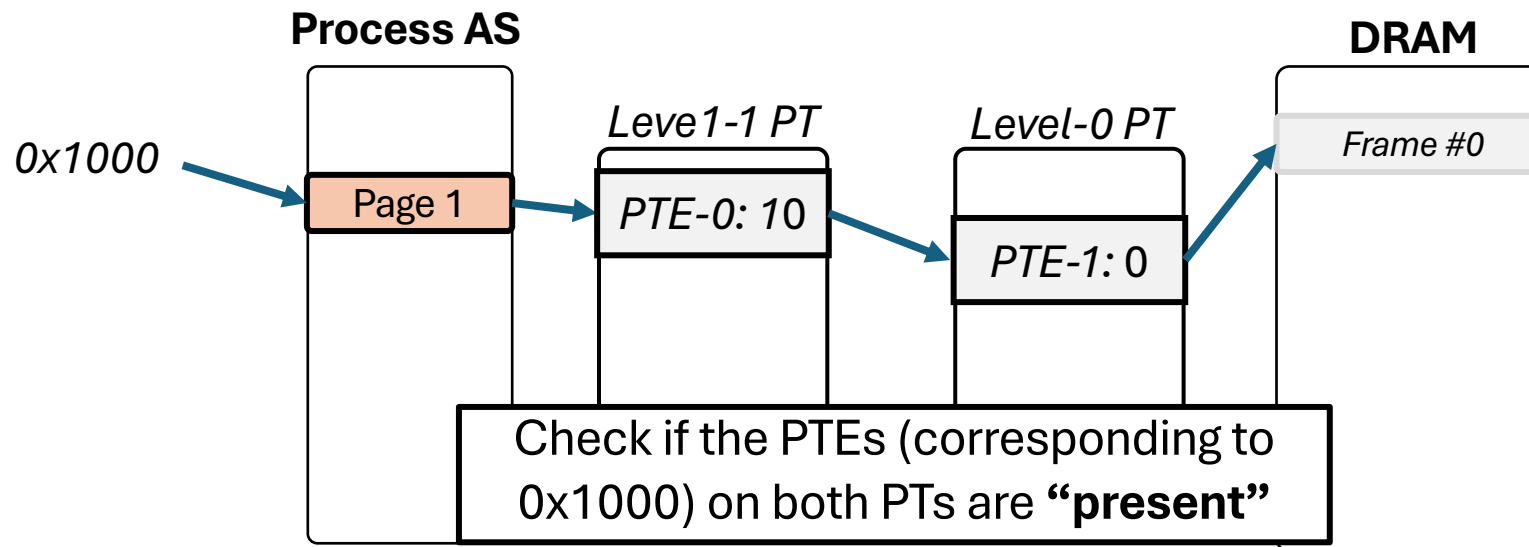 Process AS
DRAM
Leve1-1 PT
Level-0 PT
0x1000
Frame #0
Page 1
PTE-0: 10
PTE-1: 0
Check if the PTEs (corresponding to
0x1000) on both PTs are “present”